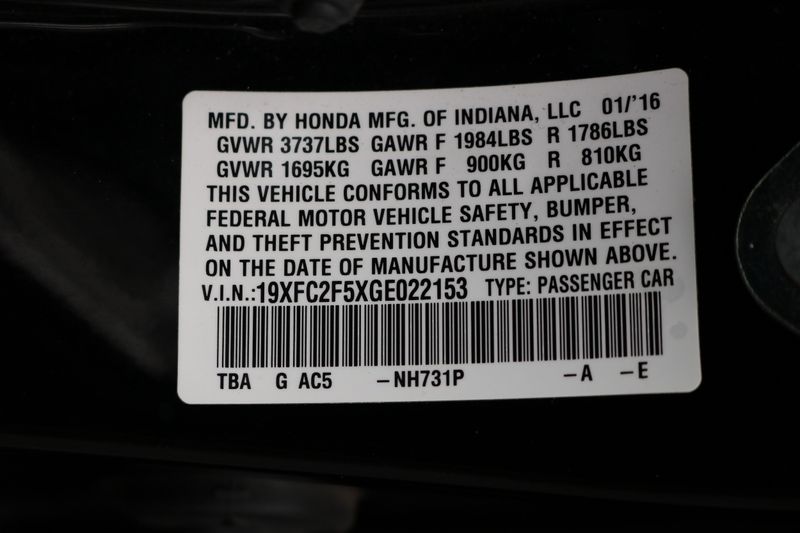 MFD. BY HONDA MFG. OF INDIANA, LLC 01/'16
GVWR 3737LBS GAWR F 1984LBS R 1786LBS
GVWR 1695KG GAWR F 900KG R 810KG
THIS VEHICLE CONFORMS TO ALL APPLICABLE
FEDERAL MOTOR VEHICLE SAFETY, BUMPER,
AND THEFT PREVENTION STANDARDS IN EFFECT
ON THE DATE OF MANUFACTURE SHOWN ABOVE.
V.I.N.:19XFC2F5XGE022153 TYPE: PASSENGER CAR
TBA G AC5 –NH731P –A –E